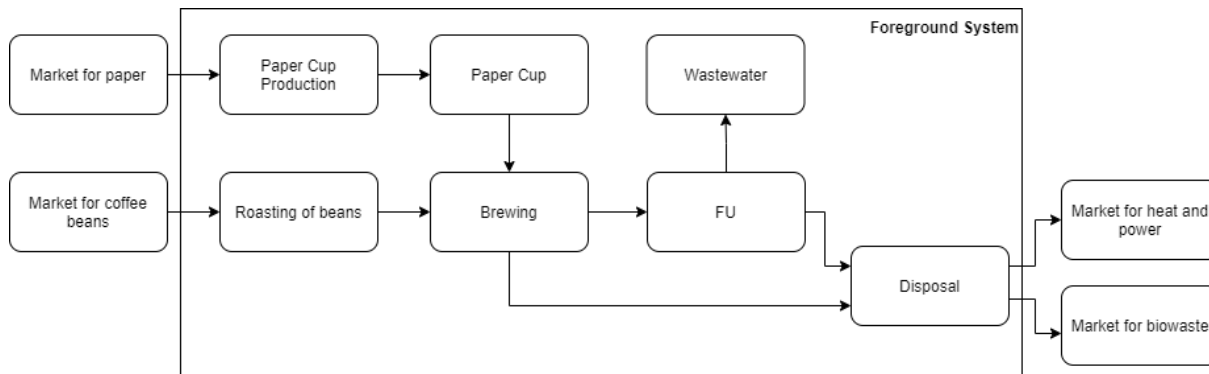 Foreground System
Market for paper
Paper Cup
Production
Paper Cup
Wastewater
Market for coffee
beans
Roasting of beans
Brewing
FU
Disposal
Market for heat and
power
Market for biowaste